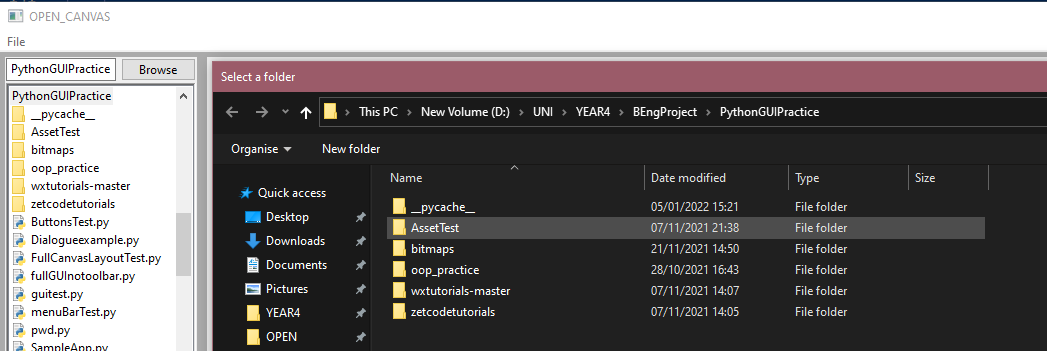 OPEN_CANVAS
File
PythonGUIPractice Browse
PythonGUIPractice
__pycache__
AssetTest
bitmaps
oop_practice
wxtutorials-master
zetcodetutorials
ButtonsTest.py
Dialogueexample.py
FullCanvasLayoutTest.py
fullGUInotoolbar.py
guitest.py
menuBarTest.py
pwd.py
SampleApp.py
Select a folder
This PC > New Volume (D:) > UNI > YEAR4 > BEngProject > PythonGUIPractice
Organise New folder
Quick access
Desktop
Downloads
Documents
Pictures
YEAR4
OPEN
Name Date modified Type Size
__pycache__ 05/01/2022 15:21 File folder
AssetTest 07/11/2021 21:38 File folder
bitmaps 21/11/2021 14:50 File folder
oop_practice 28/10/2021 16:43 File folder
wxtutorials-master 07/11/2021 14:07 File folder
zetcodetutorials 07/11/2021 14:05 File folder